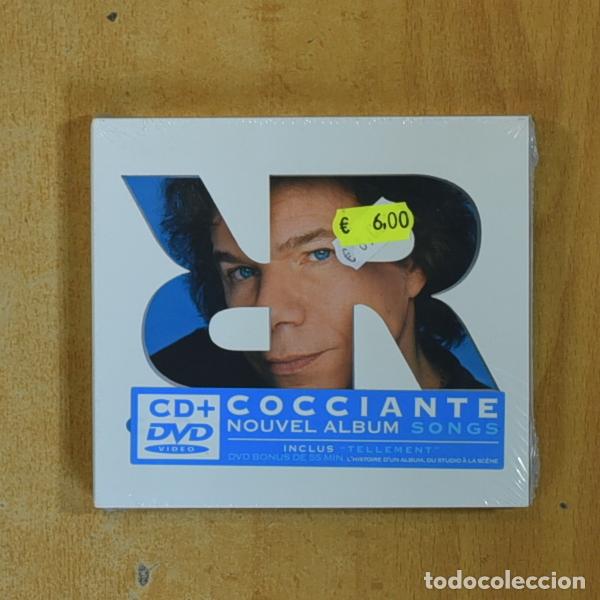 € 6,00
€
CD+
DVD
VIDEO
COCCIANTE
NOUVEL ALBUM SONGS
INCLUS "TELLEMENT"
DVD BONUS DE 55 MIN. L'HISTOIRE D'UN ALBUM, DU STUDIO À LA SCÈNE
todocoleccion